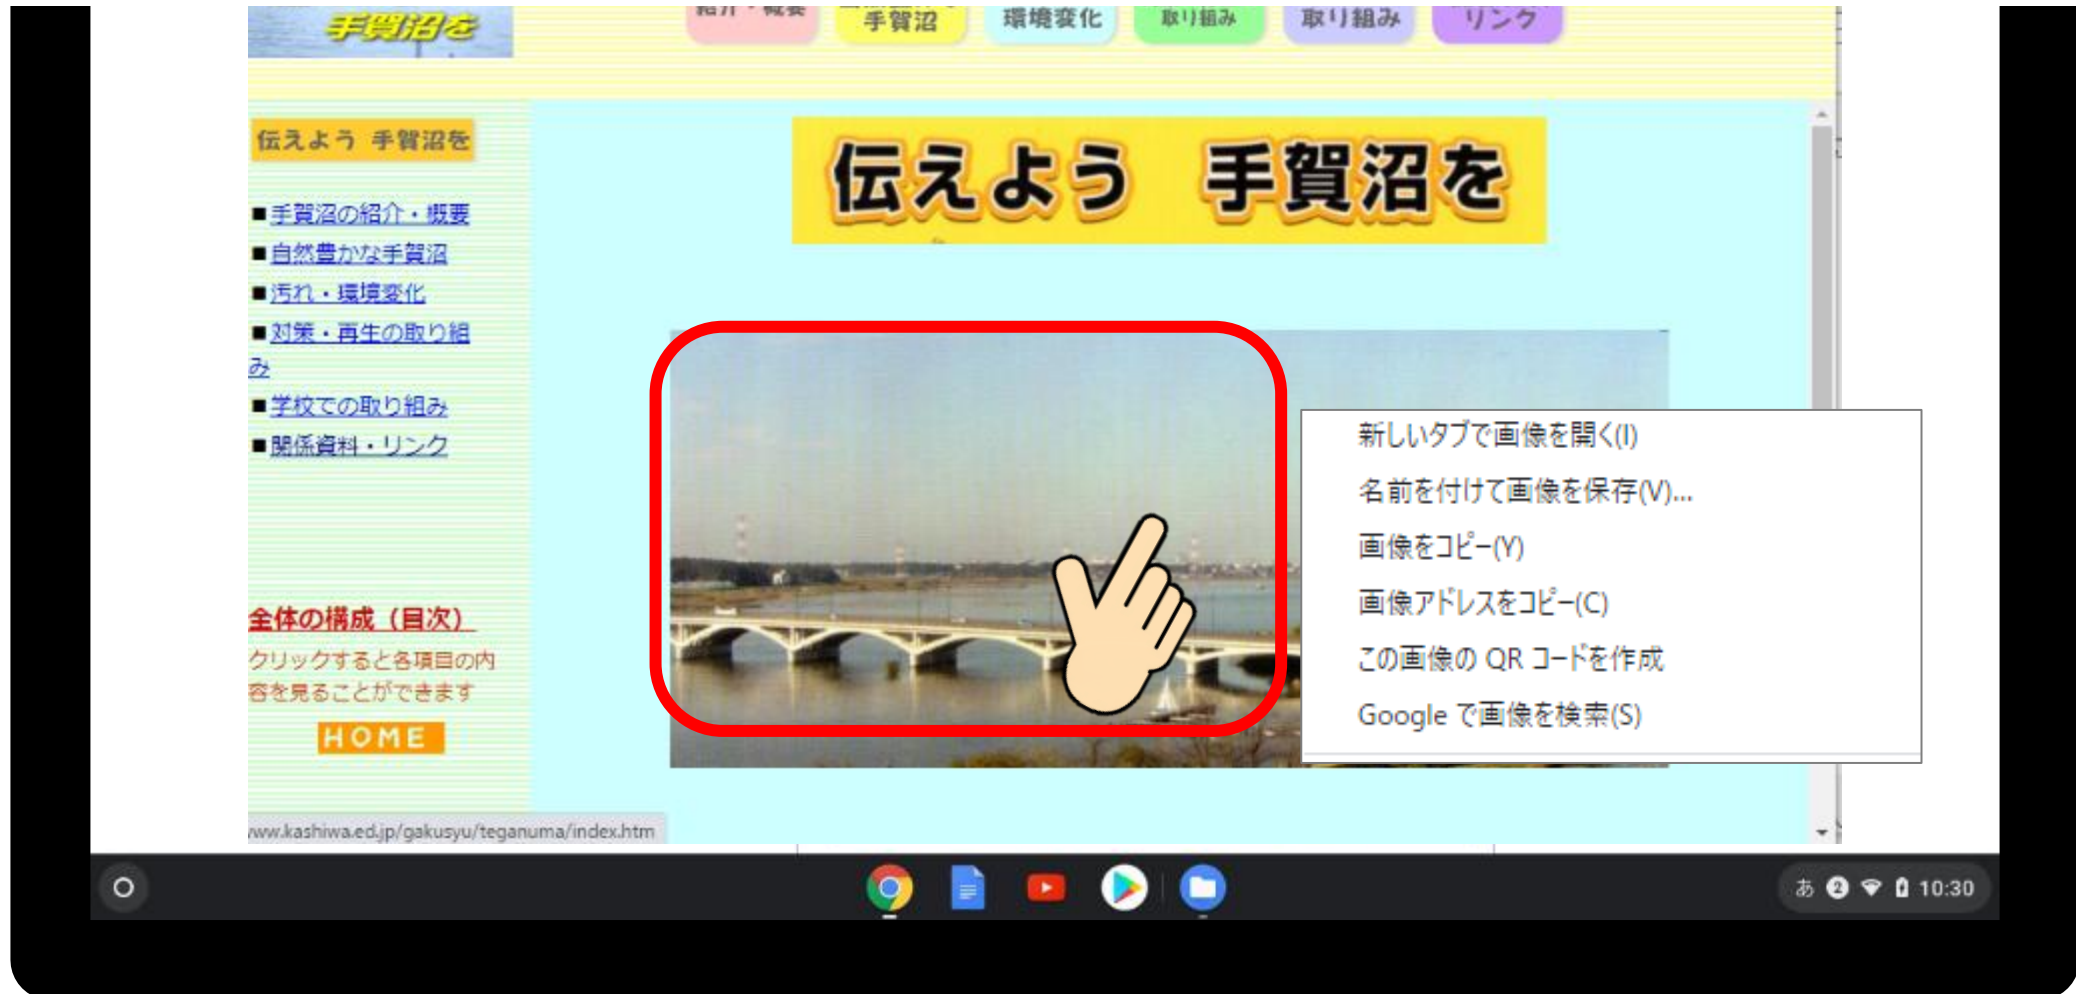 手賀沼を
紹介・概要
手賀沼
環境変化
取り組み
取り組み
リンク
伝えよう 手賀沼を
■手賀沼の紹介・概要
■自然豊かな手賀沼
■汚れ・環境変化
■対策・再生の取り組
み
■学校での取り組み
■関係資料・リンク
全体の構成（目次）
クリックすると各項目の内
容を見ることができます
HOME
伝えよう 手賀沼を
新しいタブで画像を開く(I)
名前を付けて画像を保存(V)...
画像をコピー(Y)
画像アドレスをコピー(C)
この画像の QR コードを作成
Google で画像を検索(S)
www.kashiwa.ed.jp/gakusyu/teganuma/index.htm
あ 2 10:30